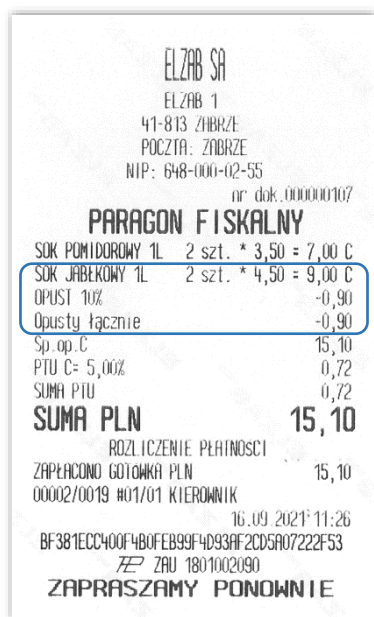 ELZAB SA
ELZAB 1
41-813 ZABRZE
POCZTA: ZABRZE
NIP: 648-000-02-55
nr dok.000000107
PARAGON FISKALNY
SOK POMIDOROWY 1L 2 szt. * 3,50 = 7,00 C
SOK JABŁKOWY 1L 2 szt. * 4,50 = 9,00 C
OPUST 10% -0,90
Opusty łącznie -0,90
Sp.op.C 15,10
PTU C= 5,00% 0,72
SUMA PTU 0,72
SUMA PLN 15,10
ROZLICZENIE PŁATNOŚCI
ZAPŁACONO GOTÓWKA PLN 15,10
00002/0019 #01/01 KIEROWNIK
16.09.2021 11:26
BF381ECC400F4B0FEB99F4D93AF2CD5A07222F53
ZAU 1801002090
ZAPRASZAMY PONOWNIE